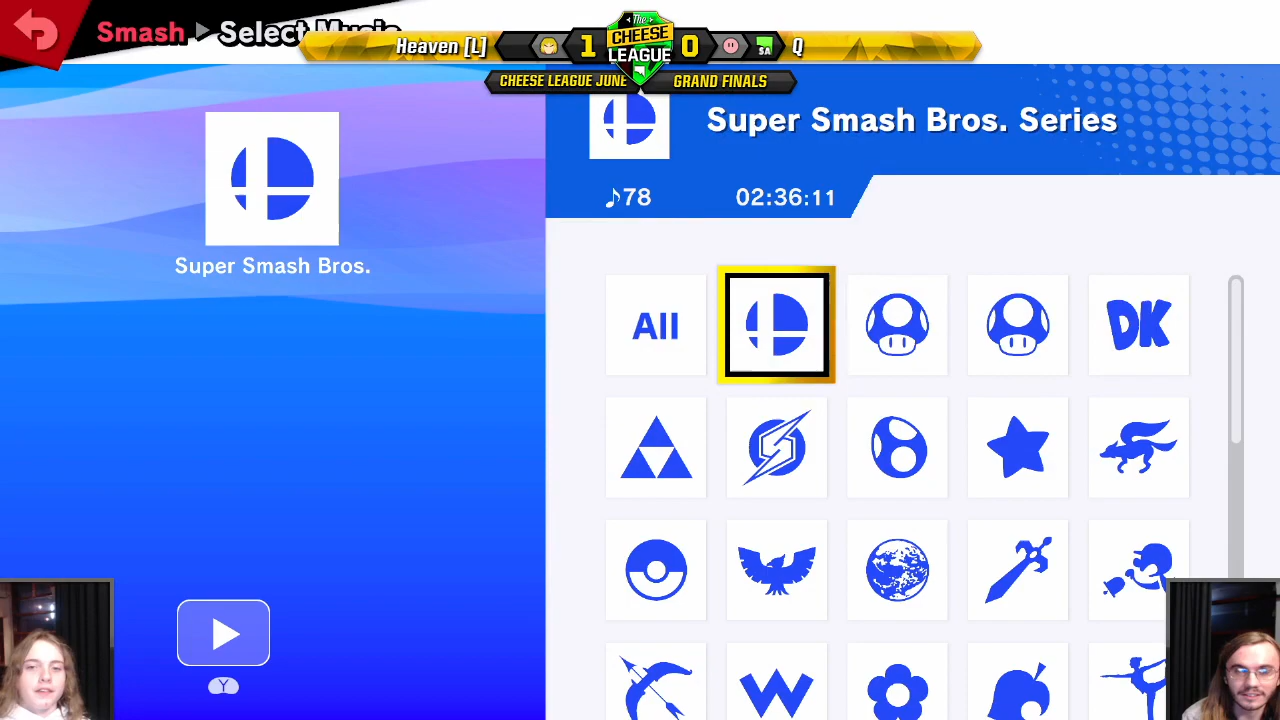 Smash ▶ Select Music
Heaven [L]
1
The
CHEESE
LEAGUE
0
SA
Q
CHEESE LEAGUE JUNE
GRAND FINALS
Super Smash Bros. Series
♪78
02:36:11
Super Smash Bros.
All
DK
Y